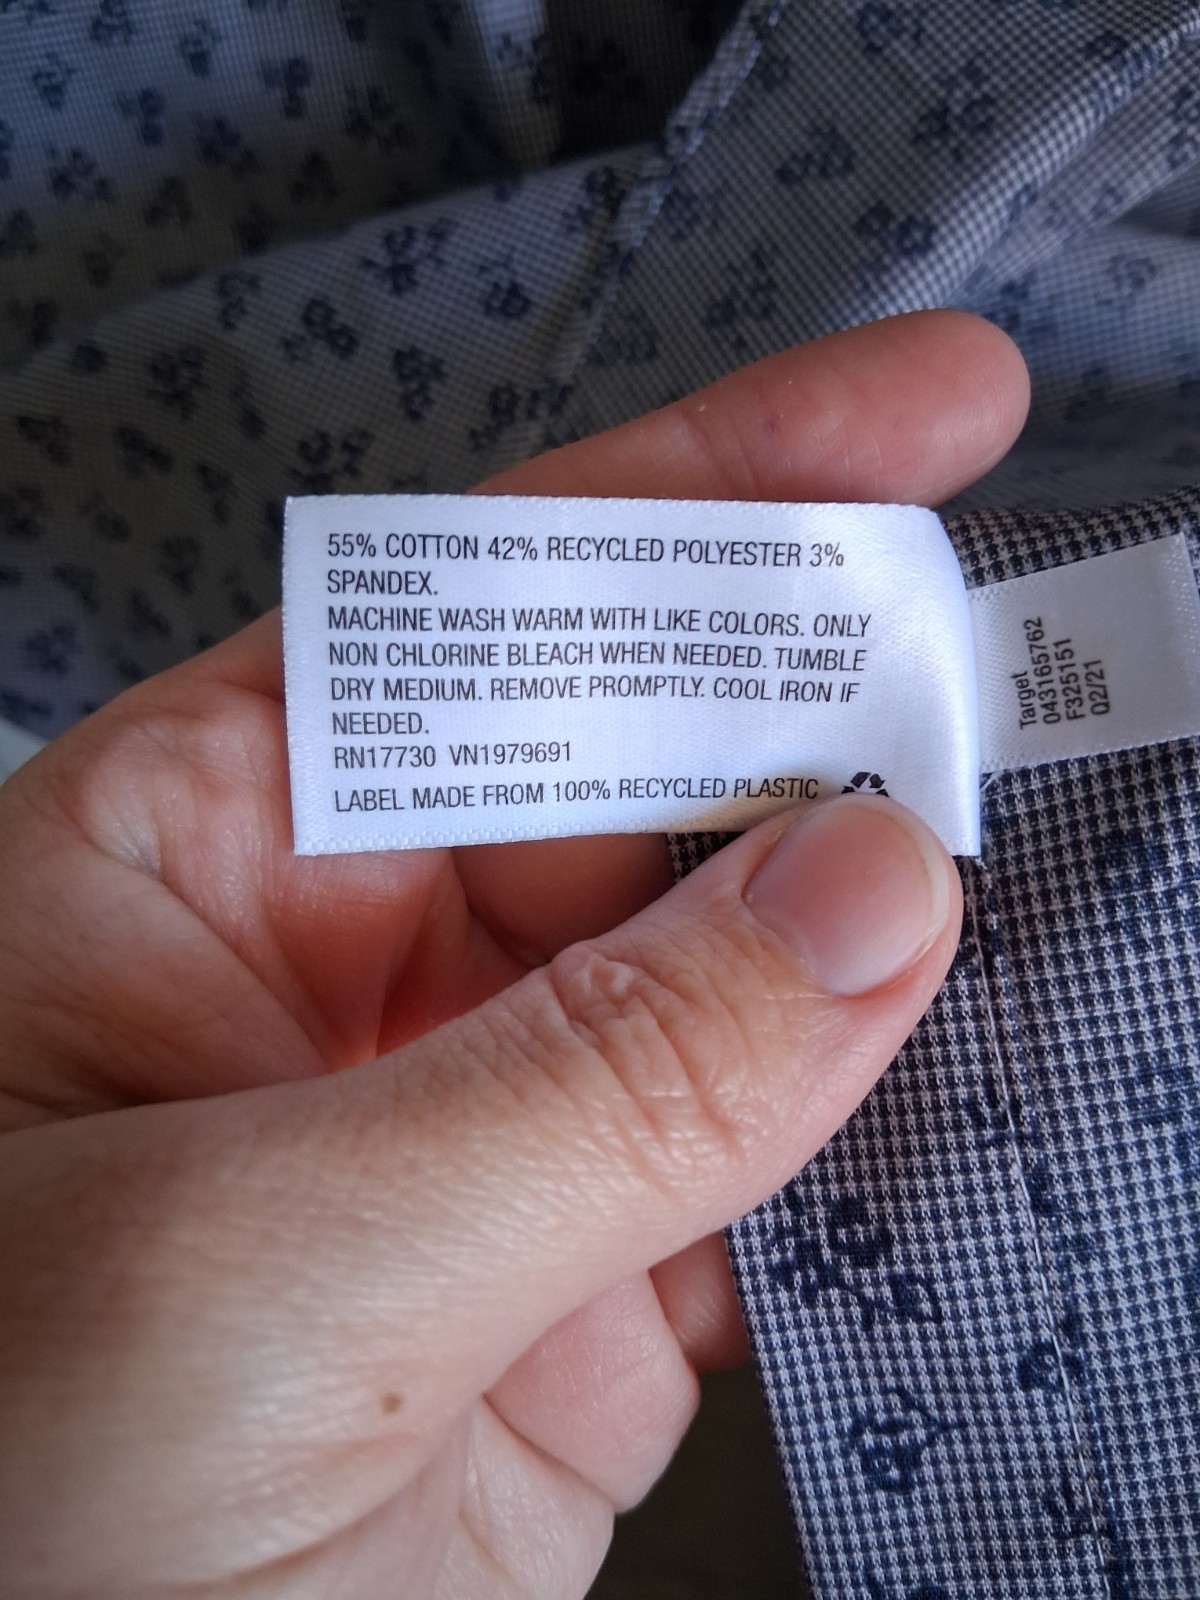 55% COTTON 42% RECYCLED POLYESTER 3%
SPANDEX.
MACHINE WASH WARM WITH LIKE COLORS. ONLY
NON CHLORINE BLEACH WHEN NEEDED. TUMBLE
DRY MEDIUM. REMOVE PROMPTLY. COOL IRON IF
NEEDED.
RN17730 VN1979691
LABEL MADE FROM 100% RECYCLED PLASTIC
Target
043165762
F325151
Q2/21